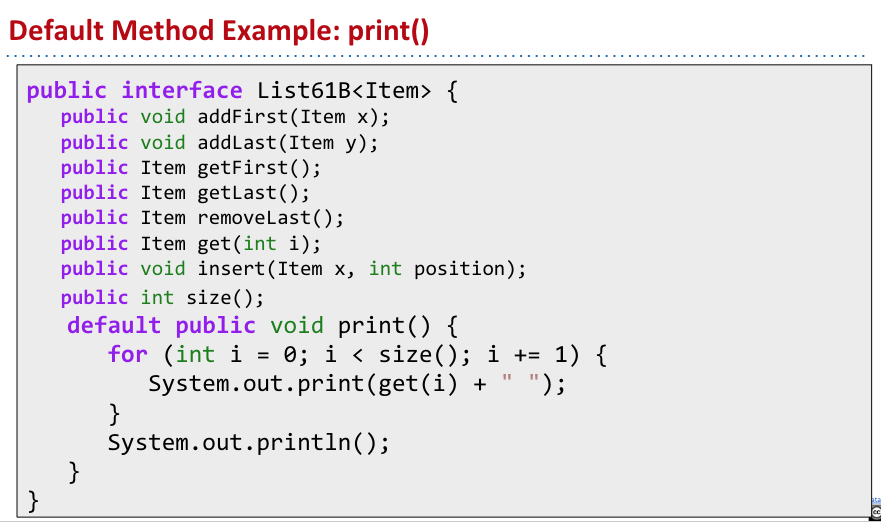 Default Method Example: print()
public interface List61B<Item> {
public void addFirst(Item x);
public void addLast(Item y);
public Item getFirst();
public Item getLast();
public Item removeLast();
public Item get(int i);
public void insert(Item x, int position);
public int size();
default public void print() {
for (int i = 0; i < size(); i += 1) {
System.out.print(get(i) + " ");
}
System.out.println();
}
}